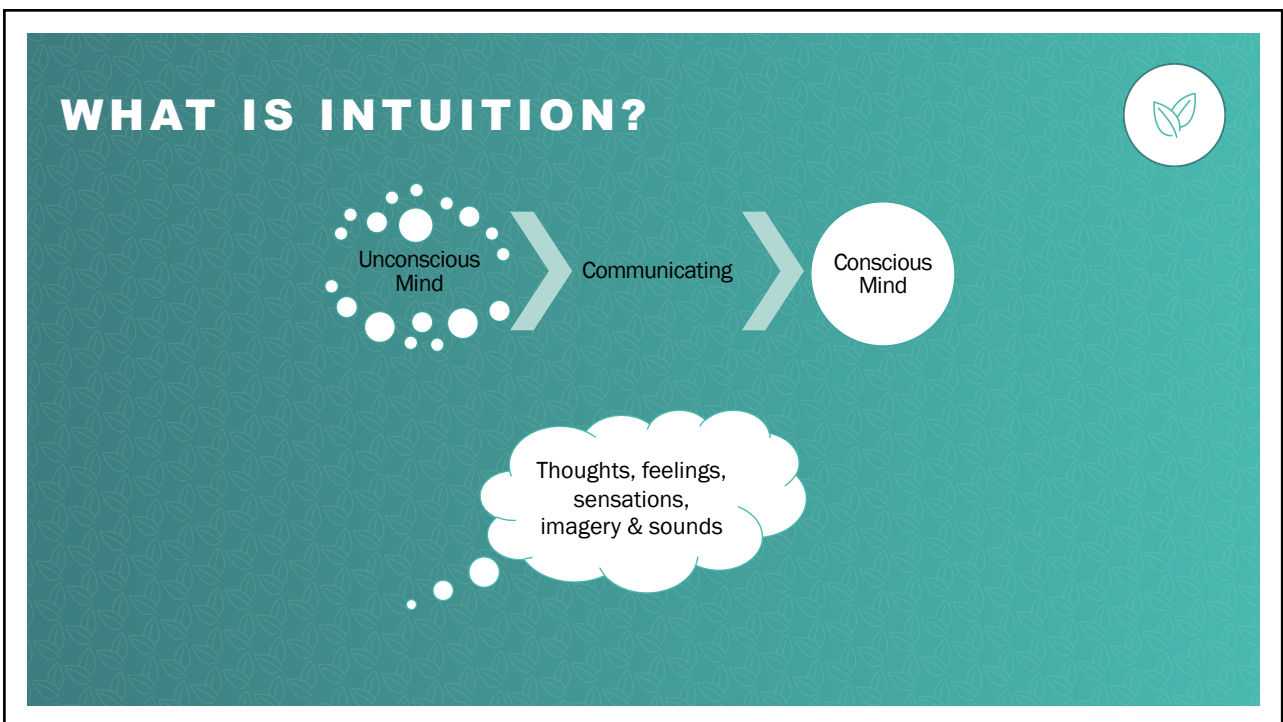 WHAT IS INTUITION?
Unconscious
Mind
Communicating
Conscious
Mind
Thoughts, feelings,
sensations,
imagery & sounds